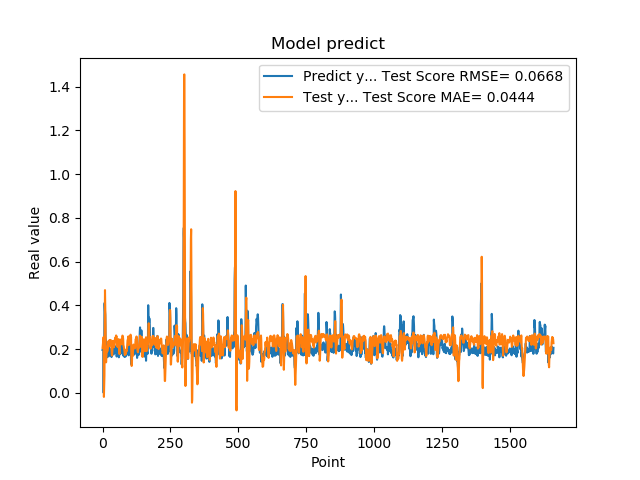 Model predict
Predict y... Test Score RMSE= 0.0668
Test y... Test Score MAE= 0.0444
Real value
1.4
1.2
1.0
0.8
0.6
0.4
0.2
0.0
0 250 500 750 1000 1250 1500
Point